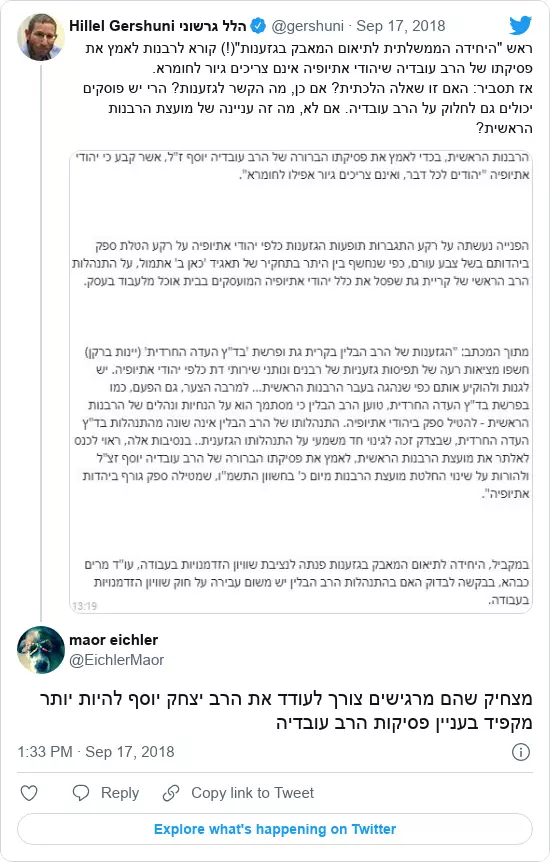 Hillel Gershuni הלל גרשוני @gershuni · Sep 17, 2018
ראש "היחידה הממשלתית לתיאום המאבק בגזענות"(!) קורא לרבנות לאמץ את
פסיקתו של הרב עובדיה שיהודי אתיופיה אינם צריכים גיור לחומרא.
אז תסביר: האם זו שאלה הלכתית? אם כן, מה הקשר לגזענות? הרי יש פוסקים
יכולים גם לחלוק על הרב עובדיה. אם לא, מה זה עניינה של מועצת הרבנות
הראשית?
הרבנות הראשית, בכדי לאמץ את פסיקתו הברורה של הרב עובדיה יוסף ז"ל, אשר קבע כי יהודי
אתיופיה "יהודים לכל דבר, ואינם צריכים גיור אפילו לחומרא".
הפנייה נעשתה על רקע התגברות תופעות הגזענות כלפי יהודי אתיופיה על רקע הטלת ספק
ביהדותם בשל צבע עורם, כפי שנחשף בין היתר בתחקיר של תאגיד 'כאן ב' אתמול, על התנהלות
הרב הראשי של קריית גת שפסל את כלל יהודי אתיופיה המועסקים בבית אוכל מלעבוד בעסק.
מתוך המכתב: "הגזענות של הרב הבלין בקרית גת ופרשת 'בד"ץ העדה החרדית' (יינות ברקן)
חשפו מציאות רעה של תפיסות גזעניות של רבנים ונותני שירותי דת כלפי יהודי אתיופיה. יש
לגנות ולהוקיע אותם כפי שנהגה בעבר הרבנות הראשית... למרבה הצער, גם הפעם, כמו
בפרשת בד"ץ העדה החרדית, טוען הרב הבלין כי מסתמך הוא על הנחיות ונהלים של הרבנות
הראשית - להטיל ספק ביהודי אתיופיה. התנהלותו של הרב הבלין אינה שונה מהתנהלות בד"ץ
העדה החרדית, שבצדק זכה לגינוי חד משמעי על התנהלותו הגזענית.. בנסיבות אלה, ראוי לכנס
לאלתר את מועצת הרבנות הראשית, לאמץ את פסיקתו הברורה של הרב עובדיה יוסף זצ"ל
ולהורות על שינוי החלטת מועצת הרבנות מיום כ' בחשוון התשמ"ו, שמטילה ספק גורף ביהדות
אתיופיה".
במקביל, היחידה לתיאום המאבק בגזענות פנתה לנציבת שוויון הזדמנויות בעבודה, עו"ד מרים
כבהא, בבקשה לבדוק האם בהתנהלות הרב הבלין יש משום עבירה על חוק שוויון הזדמנויות
בעבודה.
13:19
maor eichler
@EichlerMaor
מצחיק שהם מרגישים צורך לעודד את הרב יצחק יוסף להיות יותר
מקפיד בעניין פסיקות הרב עובדיה
1:33 PM · Sep 17, 2018
Reply Copy link to Tweet
Explore what's happening on Twitter